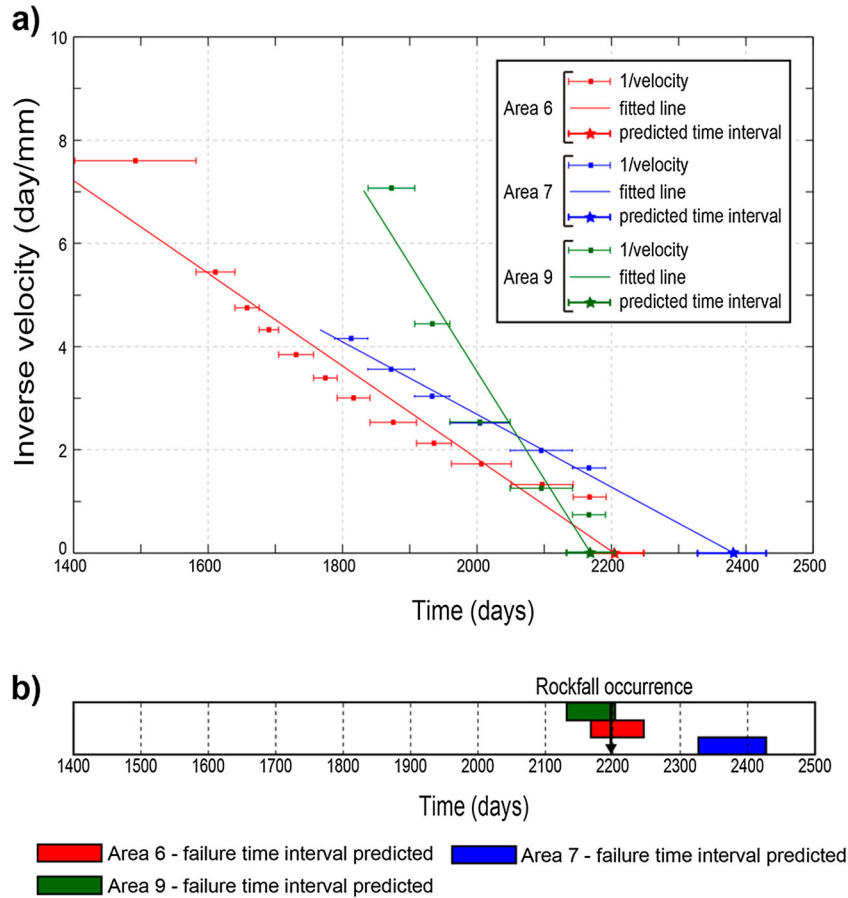 a)
Inverse velocity (day/mm)
10
8
6
4
2
0
1400 1600 1800 2000 2200 2400 2500
Time (days)
Area 6
1/velocity
fitted line
predicted time interval
Area 7
1/velocity
fitted line
predicted time interval
Area 9
1/velocity
fitted line
predicted time interval
b)
Rockfall occurrence
1400 1500 1600 1700 1800 1900 2000 2100 2200 2300 2400 2500
Time (days)
Area 6 - failure time interval predicted
Area 7 - failure time interval predicted
Area 9 - failure time interval predicted